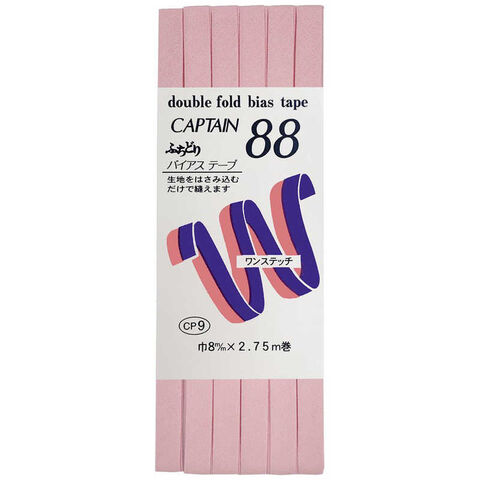 double fold bias tape
CAPTAIN 88
ふちどり
バイアス テープ
生地をはさみ込む
だけで縫えます
ワンステッチ
CP9
巾8m/m×2.75m巻